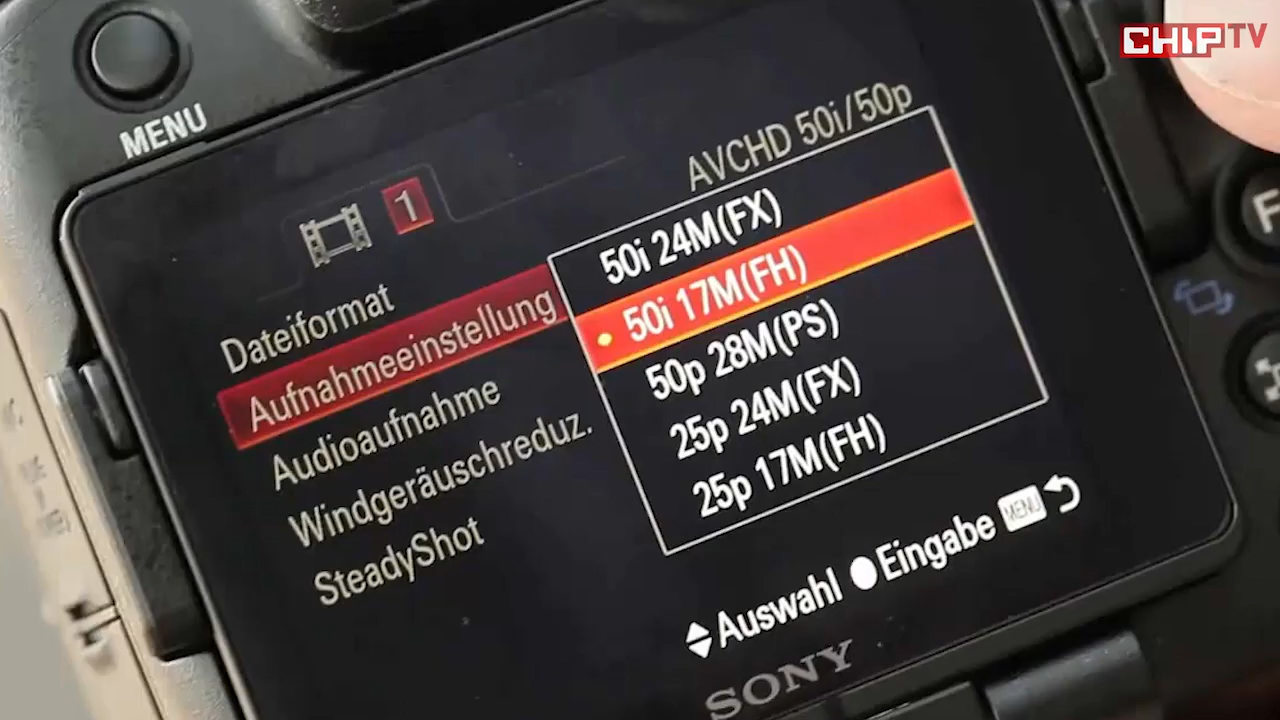 CHIP TV
MENU
AVCHD 50i/50p
1
50i 24M(FX)
50i 17M(FH)
50p 28M(PS)
25p 24M(FX)
25p 17M(FH)
Dateiformat
Aufnahmeeinstellung
Audioaufnahme
Windgeräuschreduz.
SteadyShot
Auswahl Eingabe MENU
SONY